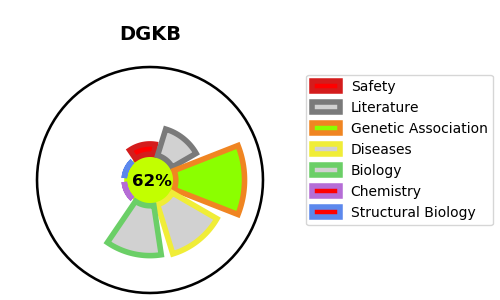 DGKB
62%
Safety
Literature
Genetic Association
Diseases
Biology
Chemistry
Structural Biology